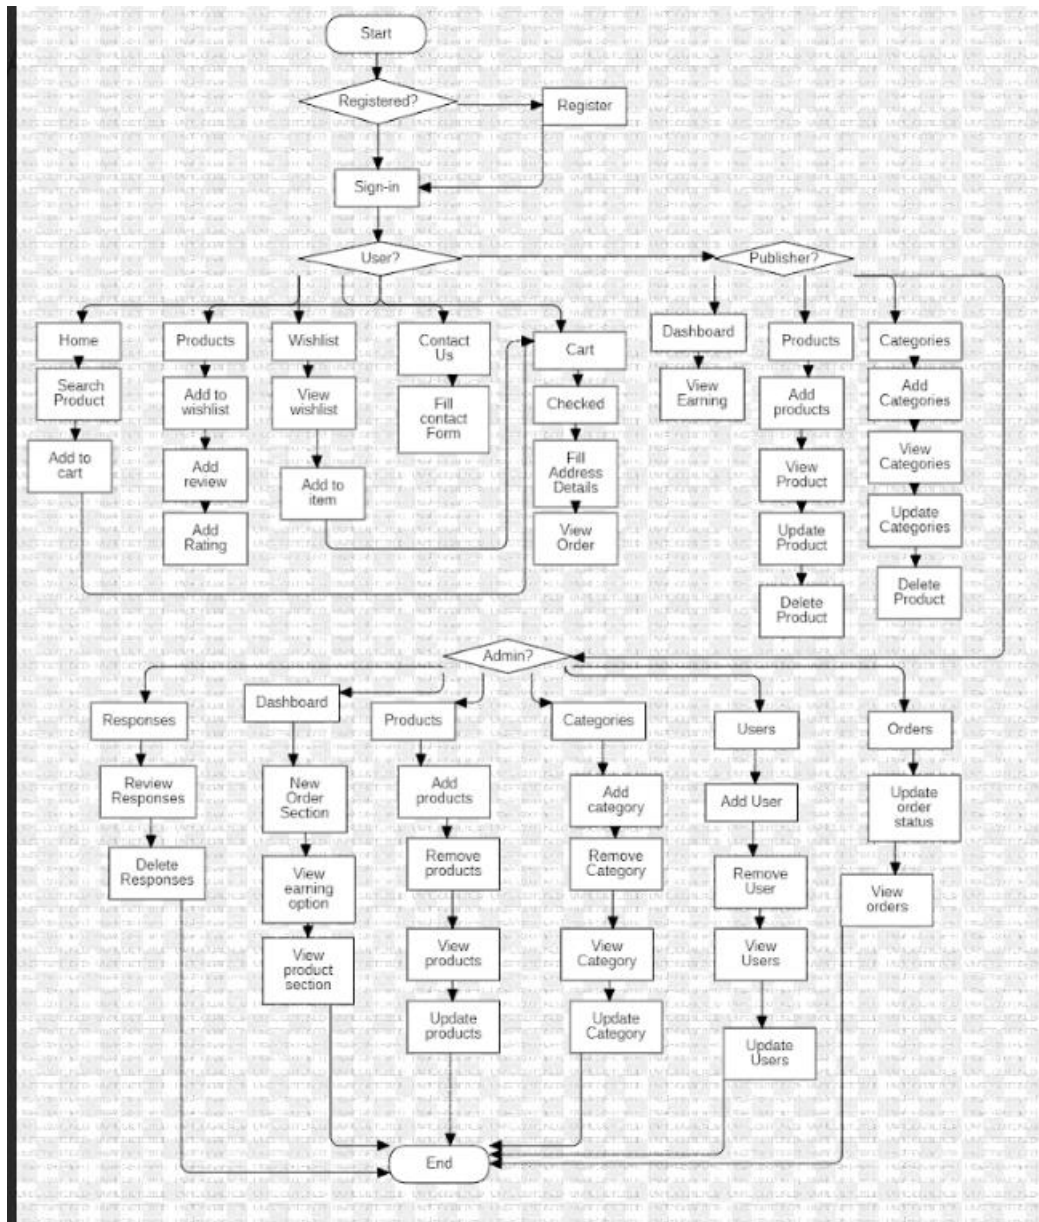 Start
Registered?
Register
Sign-in
User?
Publisher?
Home
Search
Product
Add to
cart
Products
Add to
wishlist
Add
review
Add
Rating
Wishlist
View
wishlist
Add to
item
Contact
Us
Fill
contact
Form
Cart
Checked
Fill
Address
Details
View
Order
Dashboard
View
Earning
Products
Add
products
View
Product
Update
Product
Delete
Product
Categories
Add
Categories
View
Categories
Update
Categories
Delete
Product
Admin?
Responses
Review
Responses
Delete
Responses
Dashboard
New
Order
Section
View
earning
option
View
product
section
Products
Add
products
Remove
products
View
products
Update
products
Categories
Add
category
Remove
Category
View
Category
Update
Category
Users
Add User
Remove
User
View
Users
Update
Users
Orders
Update
order
status
View
orders
End